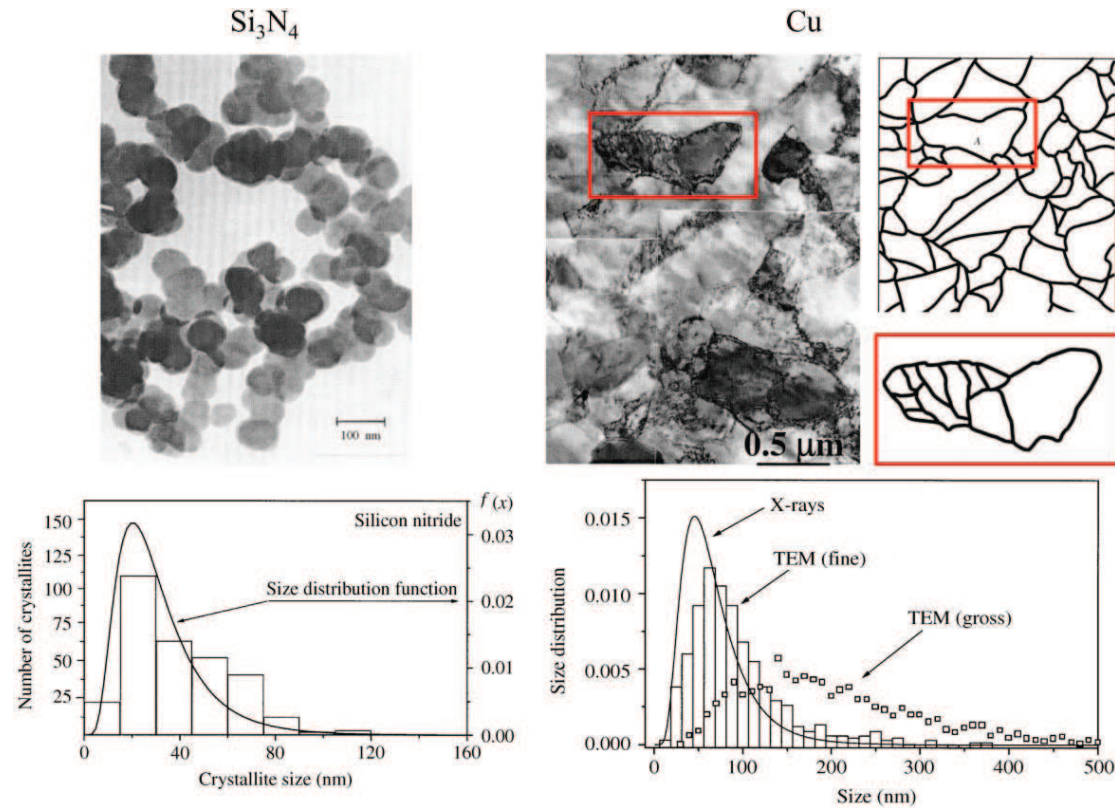 Si₃N₄
Cu
A
100 nm
0.5 μm
f (x)
Silicon nitride
Size distribution function
Number of crystallites
150
125
100
75
50
25
0.03
0.02
0.01
0.00
0
40
80
120
160
Crystallite size (nm)
X-rays
TEM (fine)
TEM (gross)
Size distribution
0.015
0.010
0.005
0.000
0
100
200
300
400
500
Size (nm)